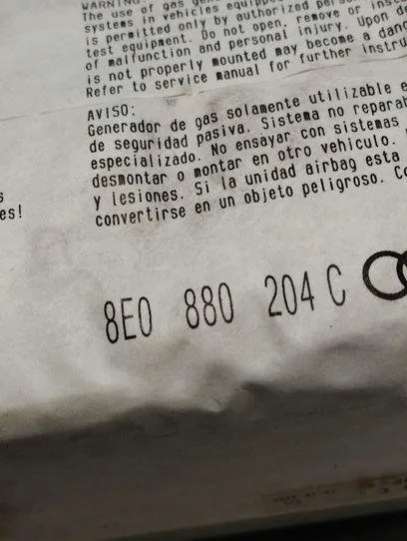 WARNING:
The use of gas
systems in vehicles equipped
is permitted only by authorized
test equipment. Do not open, remove or
of malfunction and personal injury. Upon
is not properly mounted may become a
Refer to service manual for further
AVISO:
Generador de gas solamente utilizable
de seguridad pasiva. Sistema no
especializado. No ensayar con sistemas
desmontar o montar en otro vehículo.
y lesiones. Si la unidad airbag esta
convertirse en un objeto peligroso.
8E0 880 204 C